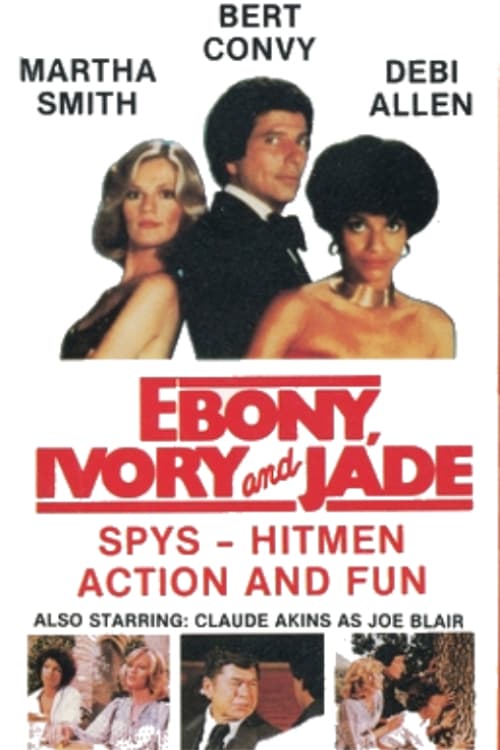 BERT
CONVY
MARTHA
SMITH
DEBI
ALLEN
EBONY,
IVORY and JADE
SPYS - HITMEN
ACTION AND FUN
ALSO STARRING: CLAUDE AKINS AS JOE BLAIR